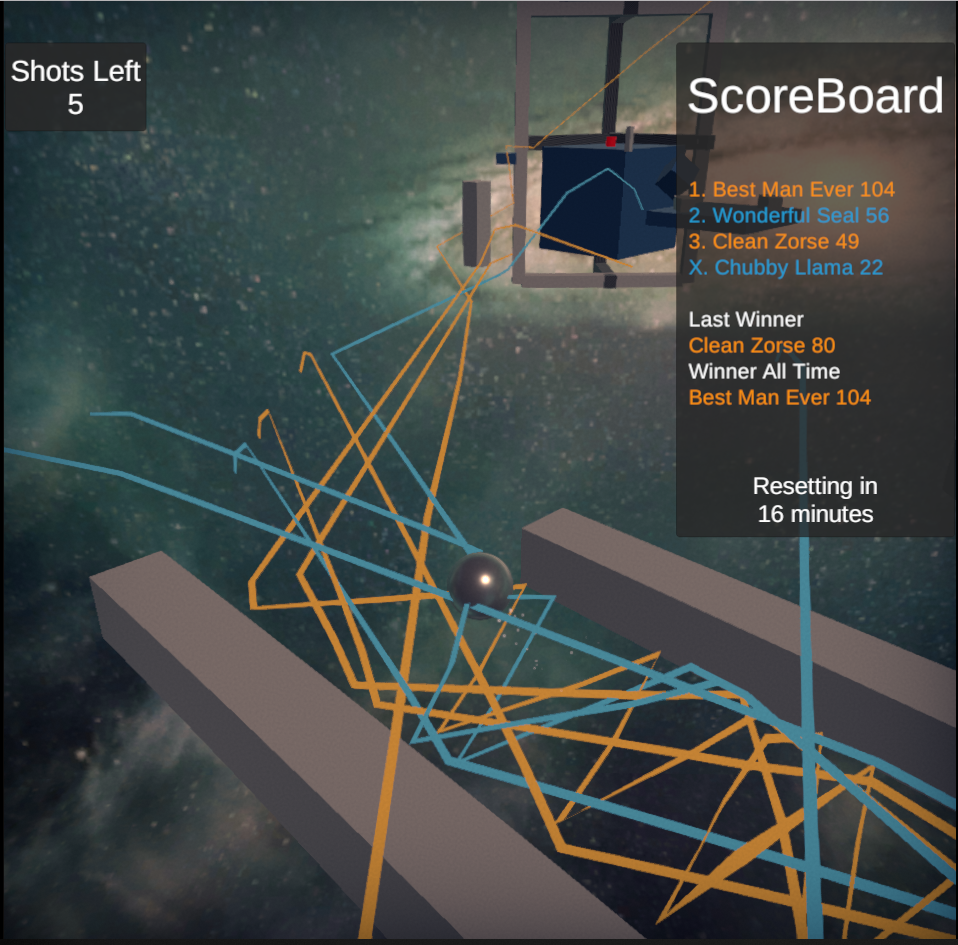 Shots Left
5
ScoreBoard
1. Best Man Ever 104
2. Wonderful Seal 56
3. Clean Zorse 49
X. Chubby Llama 22
Last Winner
Clean Zorse 80
Winner All Time
Best Man Ever 104
Resetting in
16 minutes